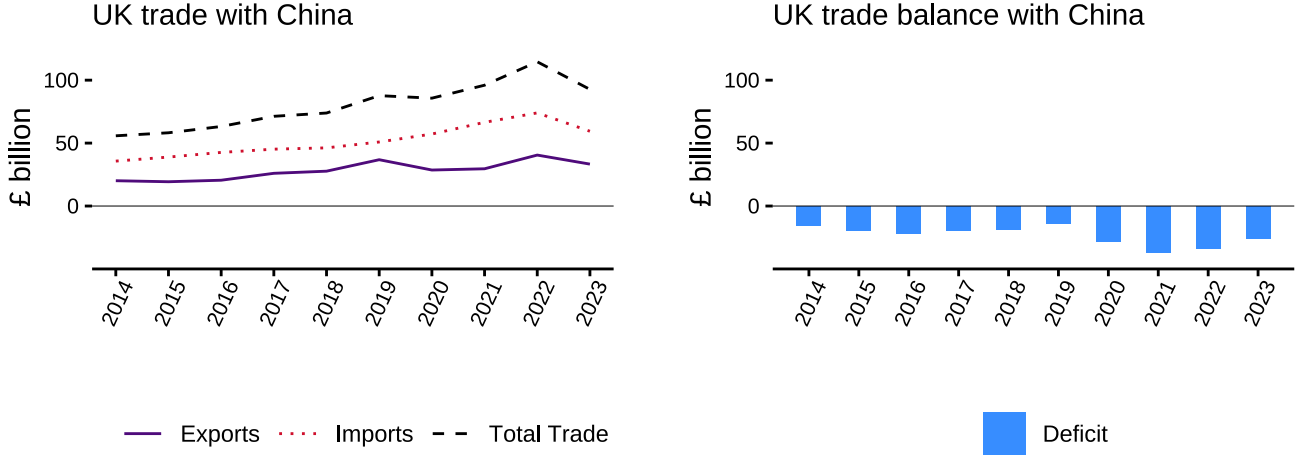 UK trade with China
£ billion
100
50
0
2014 2015 2016 2017 2018 2019 2020 2021 2022 2023
Exports Imports Total Trade
UK trade balance with China
£ billion
100
50
0
2014 2015 2016 2017 2018 2019 2020 2021 2022 2023
Deficit